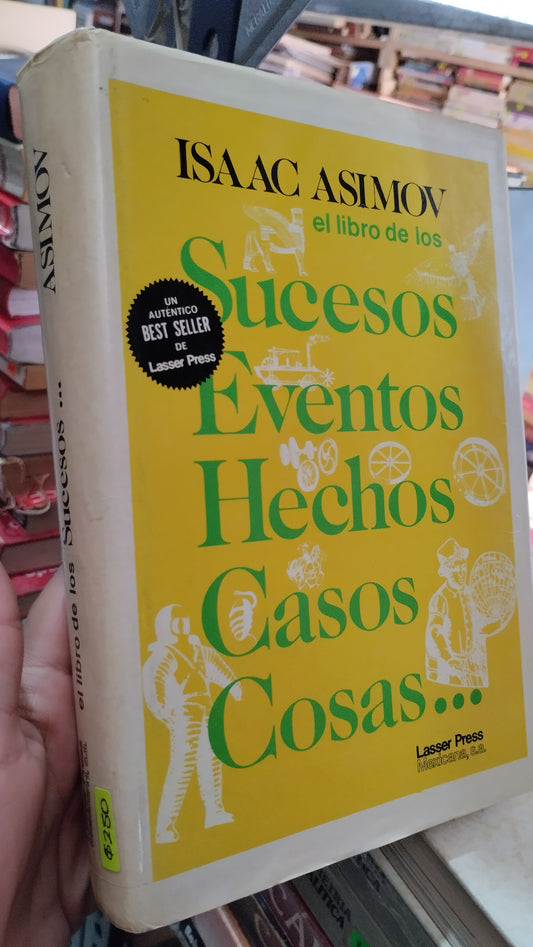 ISAAC ASIMOV
el libro de los
Sucesos
Eventos
Hechos
Casos
Cosas...
UN
AUTENTICO
BEST SELLER
DE
Lasser Press
Lasser Press
Mexicana, s.a.
ASIMOV
el libro de los Sucesos...
$250